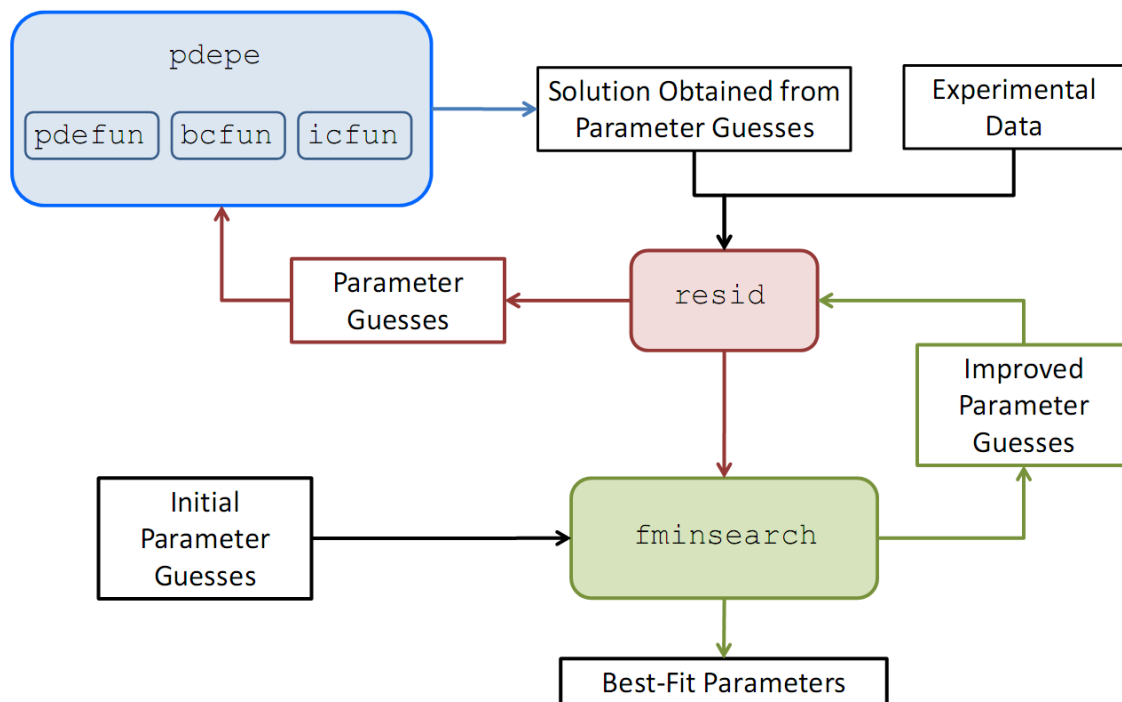 pdepe
pdefun
bcfun
icfun
Solution Obtained from
Parameter Guesses
Experimental
Data
Parameter
Guesses
resid
Improved
Parameter
Guesses
Initial
Parameter
Guesses
fminsearch
Best-Fit Parameters